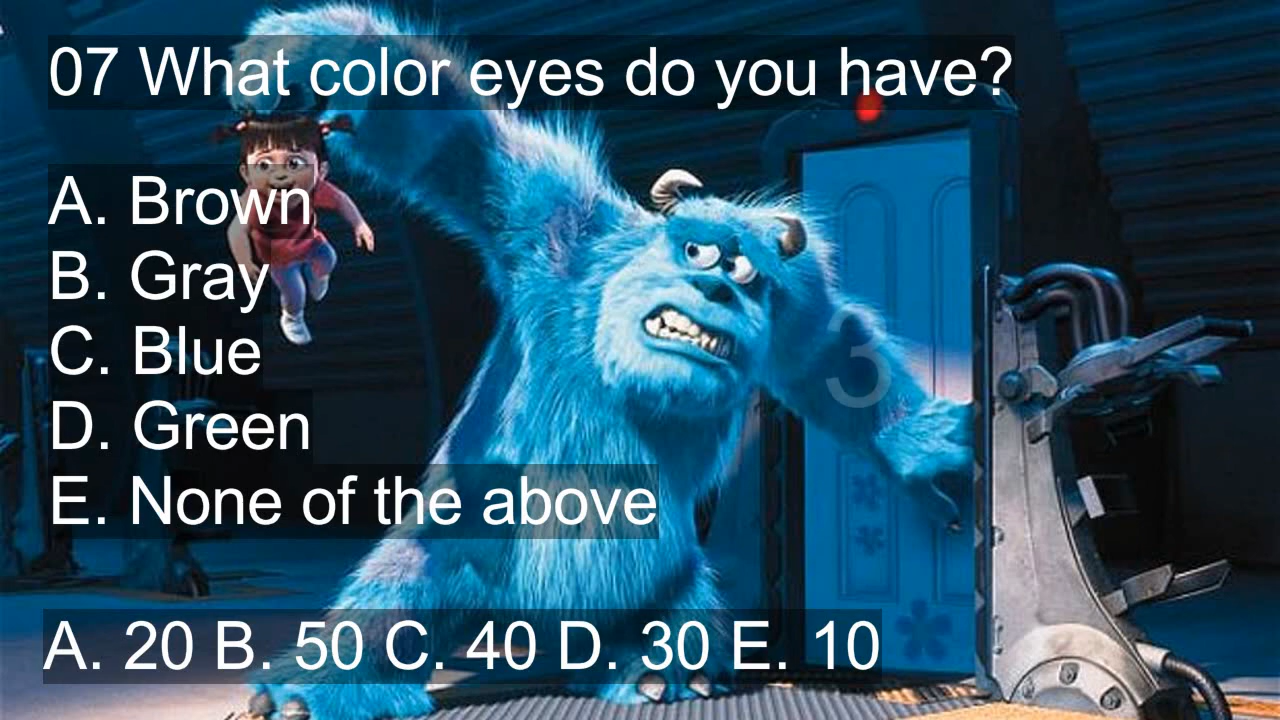 07 What color eyes do you have?
A. Brown
B. Gray
C. Blue
D. Green
E. None of the above
3
A. 20 B. 50 C. 40 D. 30 E. 10